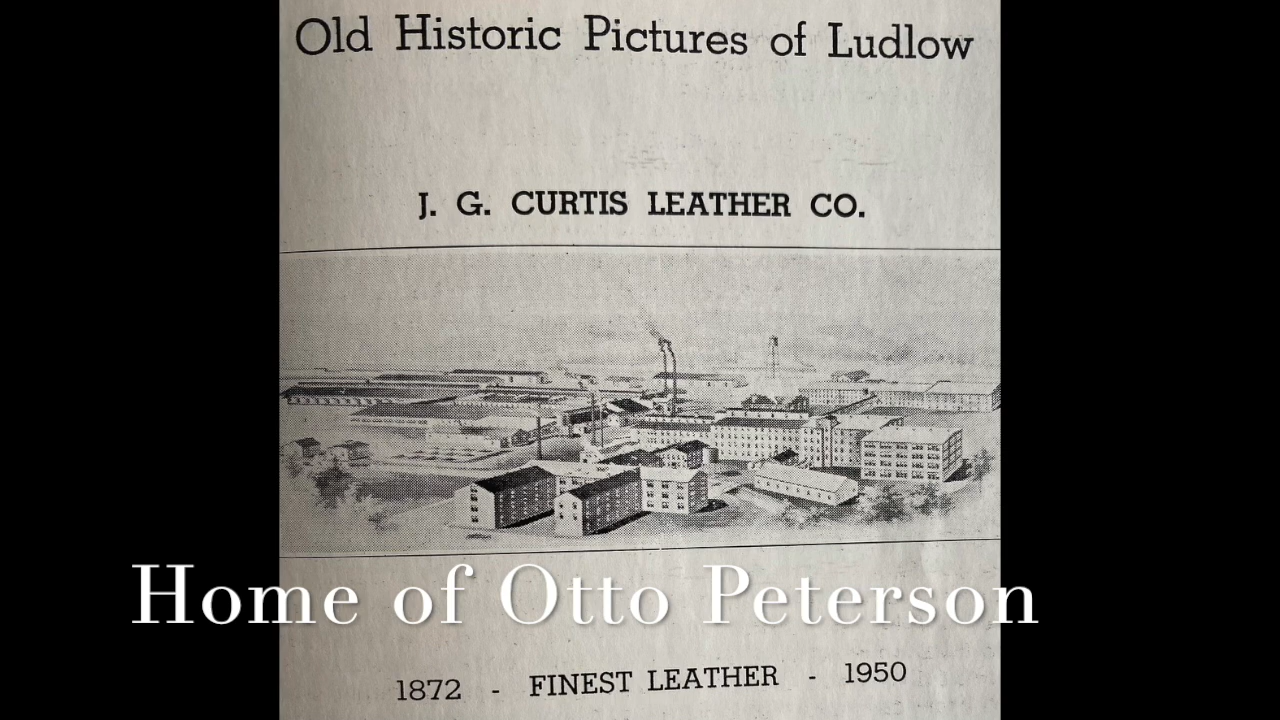 Old Historic Pictures of Ludlow
J. G. CURTIS LEATHER CO.
Home of Otto Peterson
1872 - FINEST LEATHER - 1950